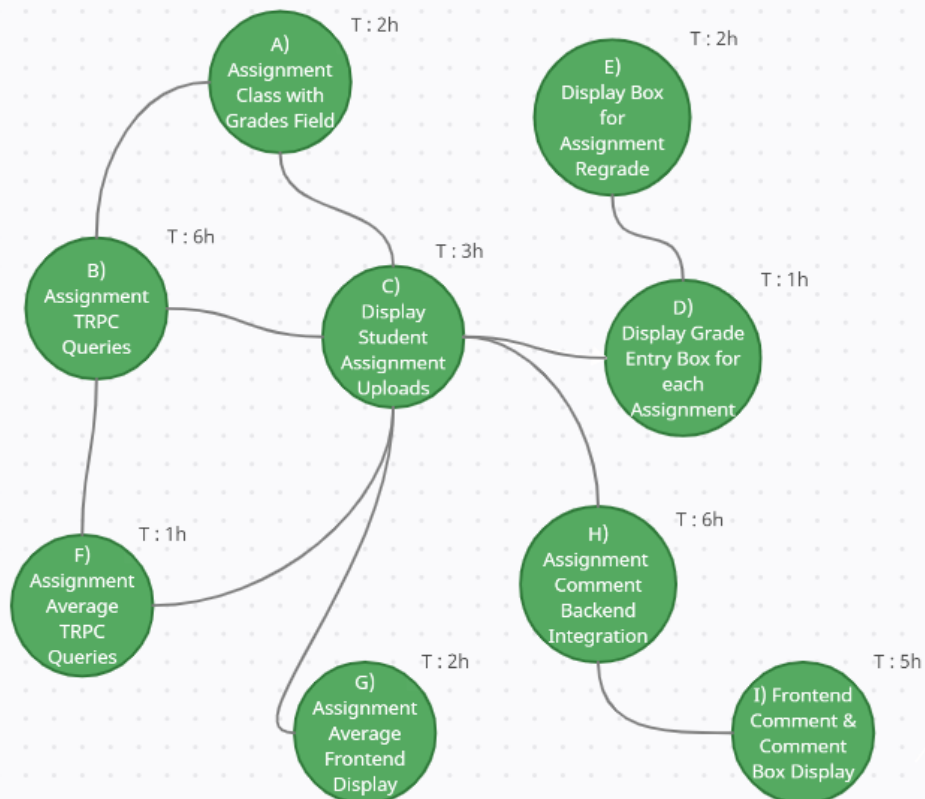 A)
Assignment
Class with
Grades Field
T : 2h
E)
Display Box
for
Assignment
Regrade
T : 2h
B)
Assignment
TRPC
Queries
T : 6h
C)
Display
Student
Assignment
Uploads
T : 3h
D)
Display Grade
Entry Box for
each
Assignment
T : 1h
F)
Assignment
Average
TRPC
Queries
T : 1h
H)
Assignment
Comment
Backend
Integration
T : 6h
G)
Assignment
Average
Frontend
Display
T : 2h
I) Frontend
Comment &
Comment
Box Display
T : 5h